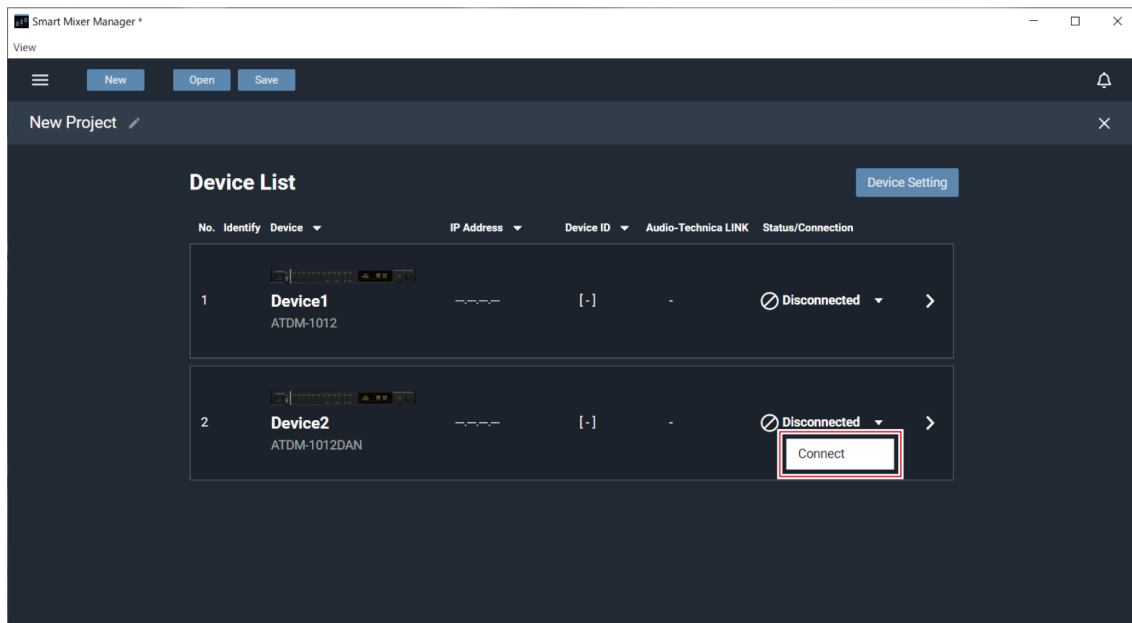 Smart Mixer Manager *
View
New Open Save
New Project
Device List
Device Setting
No. Identify Device IP Address Device ID Audio-Technica LINK Status/Connection
1 Device1 ---.---.---.--- [ - ] - Disconnected
ATDM-1012
2 Device2 ---.---.---.--- [ - ] - Disconnected
ATDM-1012DAN
Connect